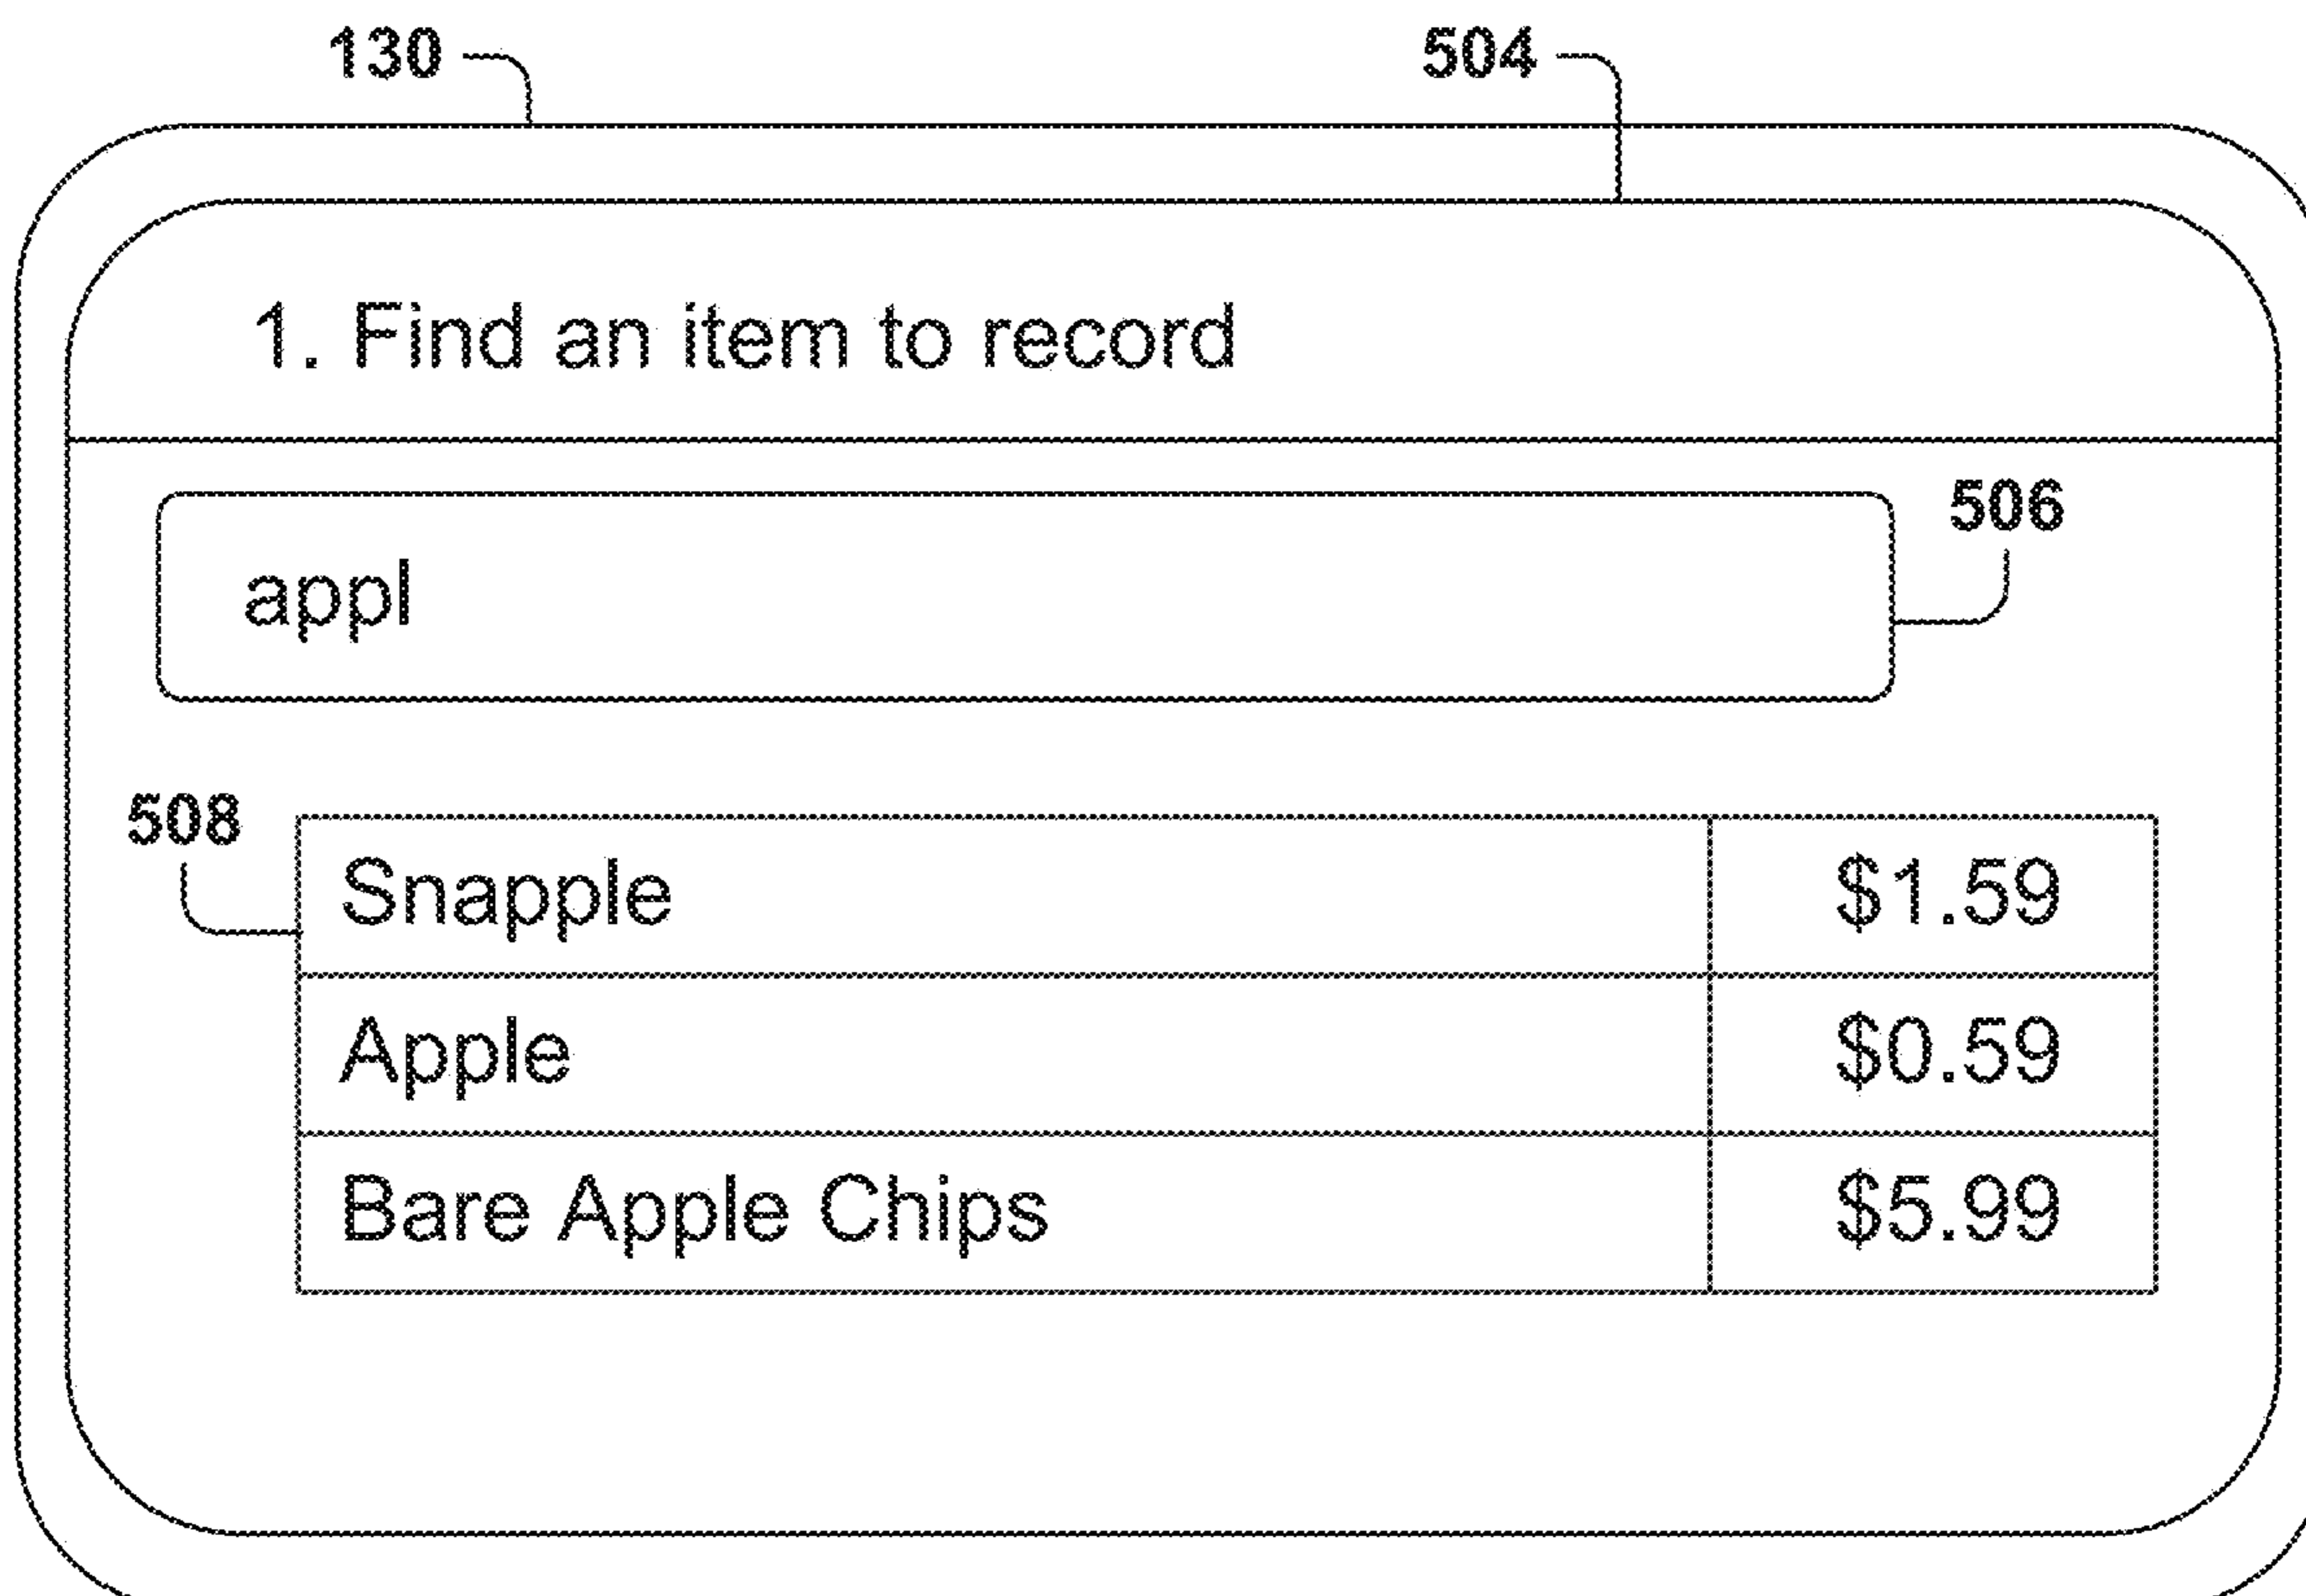 130 504
1. Find an item to record
506
appl
508
Snapple $1.59
Apple $0.59
Bare Apple Chips $5.99